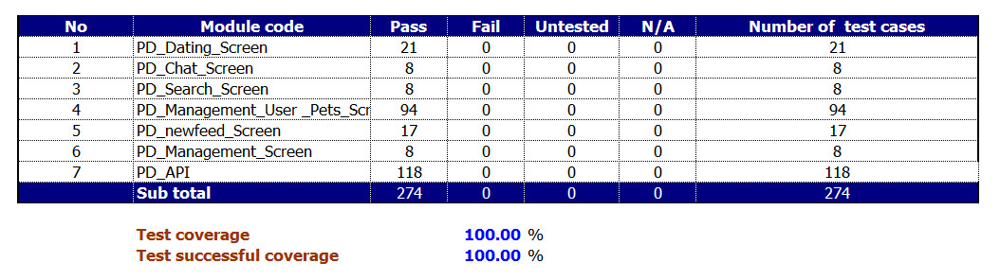 No Module code Pass Fail Untested N/A Number of test cases
1 PD_Dating_Screen 21 0 0 0 21
2 PD_Chat_Screen 8 0 0 0 8
3 PD_Search_Screen 8 0 0 0 8
4 PD_Management_User _Pets_Scr 94 0 0 0 94
5 PD_newfeed_Screen 17 0 0 0 17
6 PD_Management_Screen 8 0 0 0 8
7 PD_API 118 0 0 0 118
Sub total 274 0 0 0 274
Test coverage 100.00 %
Test successful coverage 100.00 %